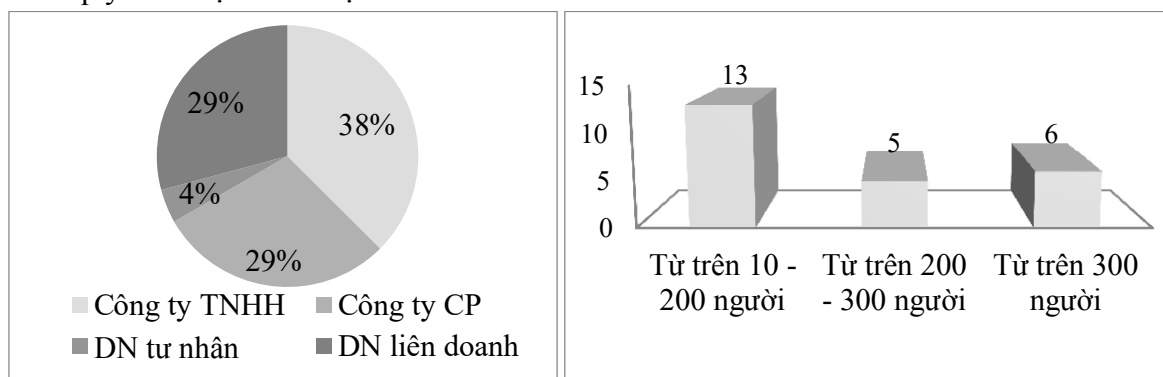 38%
29%
4%
29%
Công ty TNHH Công ty CP
DN tư nhân DN liên doanh
15
10
5
0
13
5
6
Từ trên 10 - 200 người
Từ trên 200 - 300 người
Từ trên 300 người